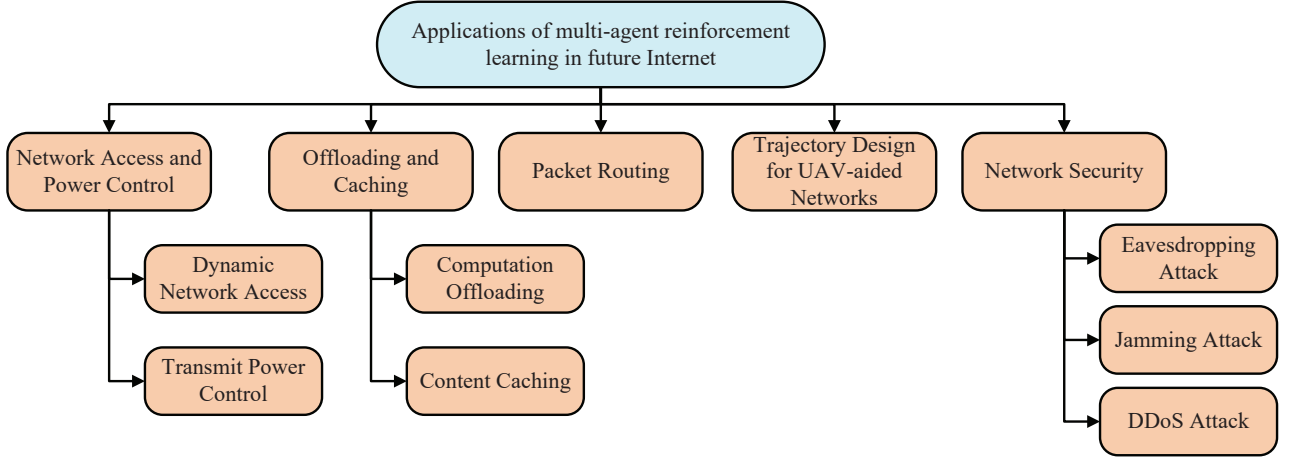 Applications of multi-agent reinforcement
learning in future Internet
Network Access and
Power Control
Offloading and
Caching
Packet Routing
Trajectory Design
for UAV-aided
Networks
Network Security
Dynamic
Network Access
Transmit Power
Control
Computation
Offloading
Content Caching
Eavesdropping
Attack
Jamming Attack
DDoS Attack